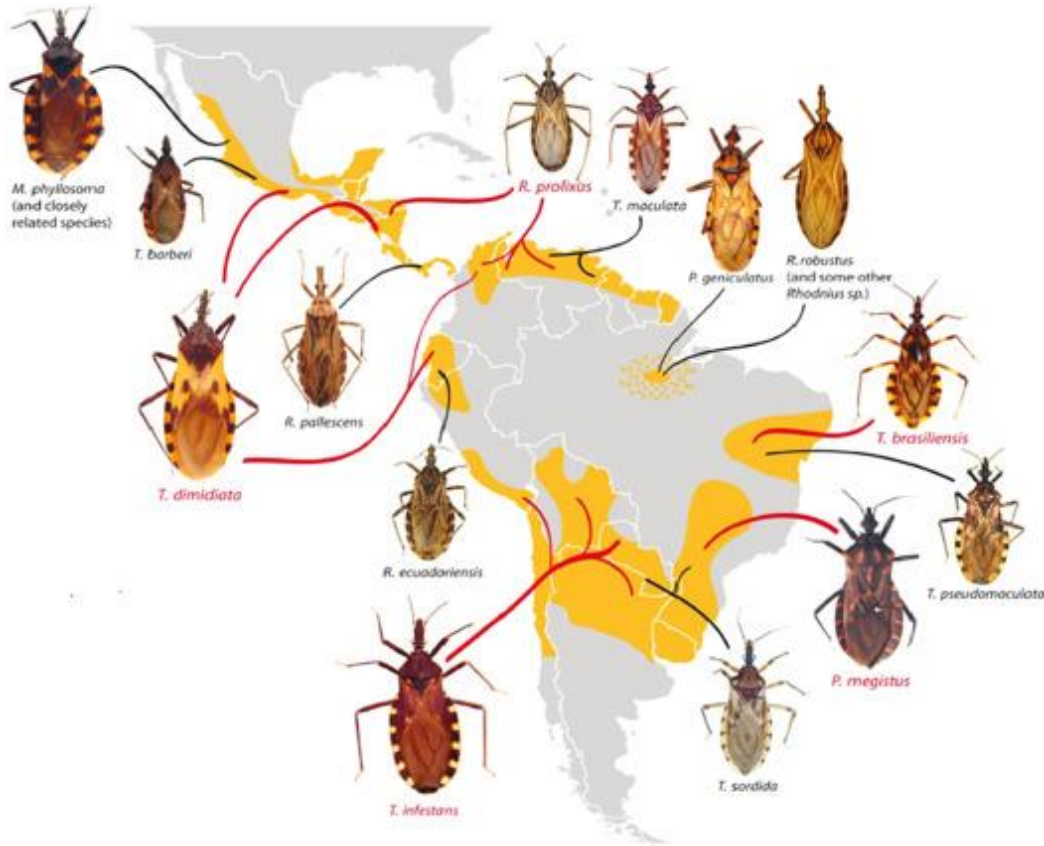 M. phyllosoma
(and closely
related species)
T. barberi
R. prolixus
T. maculata
P. geniculatus
R. robustus
(and some other
Rhodnius sp.)
R. pallescens
T. dimidiata
T. brasiliensis
R. ecuadoriensis
T. pseudomaculata
P. megistus
T. sordida
T. infestans